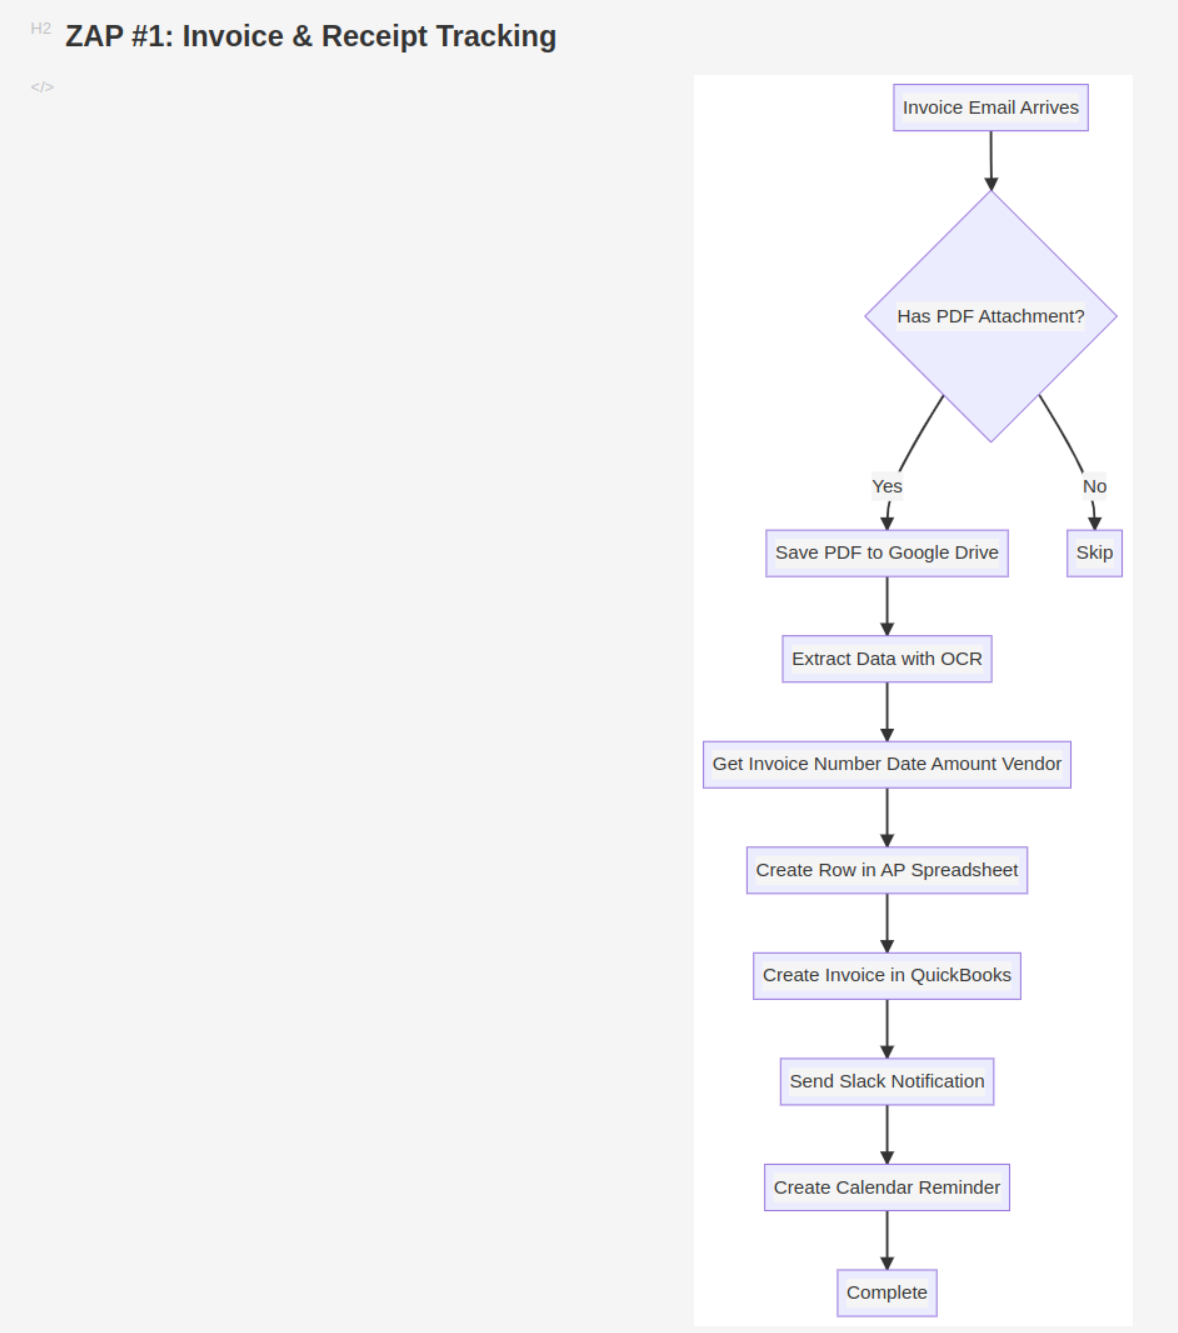 H2 ZAP #1: Invoice & Receipt Tracking
</>
Invoice Email Arrives
Has PDF Attachment?
Yes
No
Save PDF to Google Drive
Skip
Extract Data with OCR
Get Invoice Number Date Amount Vendor
Create Row in AP Spreadsheet
Create Invoice in QuickBooks
Send Slack Notification
Create Calendar Reminder
Complete